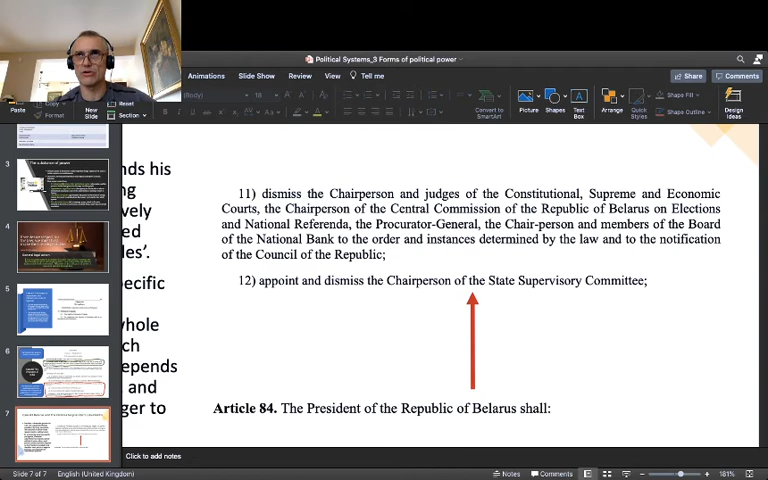 Political Systems_3 Forms of political power
Animations Slide Show Review View Tell me Share Comments
Paste Copy Format New Slide Reset Section Convert to SmartArt Picture Shapes Text Box Arrange Quick Styles Shape Fill Shape Outline Design Ideas
3
4
5
6
7
nds his
ng
vely
ed
les’.
ecific
whole
ch
epends
and
ger to
11) dismiss the Chairperson and judges of the Constitutional, Supreme and Economic
Courts, the Chairperson of the Central Commission of the Republic of Belarus on Elections
and National Referenda, the Procurator-General, the Chair-person and members of the Board
of the National Bank to the order and instances determined by the law and to the notification
of the Council of the Republic;
12) appoint and dismiss the Chairperson of the State Supervisory Committee;
Article 84. The President of the Republic of Belarus shall:
Click to add notes
Slide 7 of 7 English (United Kingdom) Notes Comments 181%